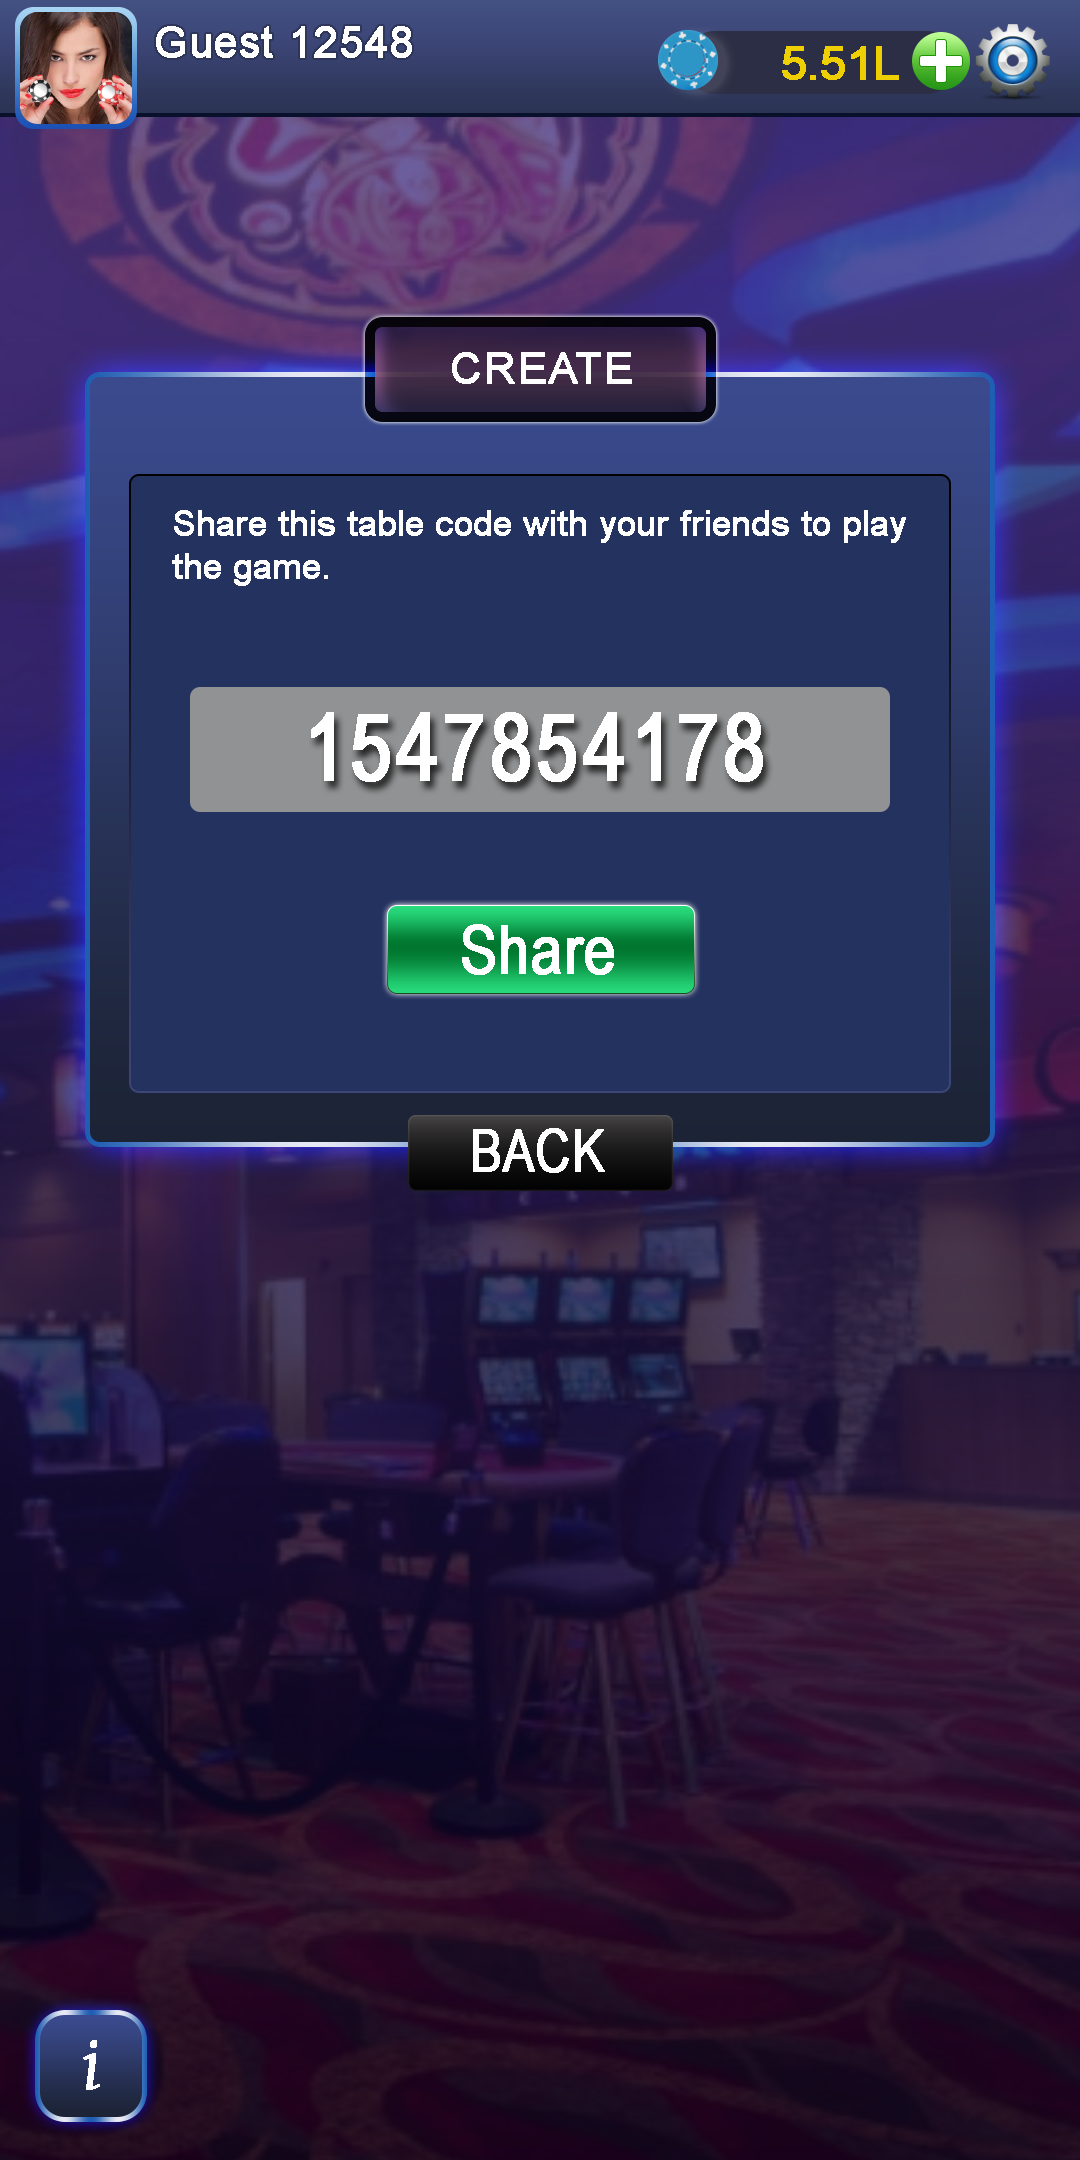 Guest 12548
5.51L
CREATE
Share this table code with your friends to play
the game.
1547854178
Share
BACK
i